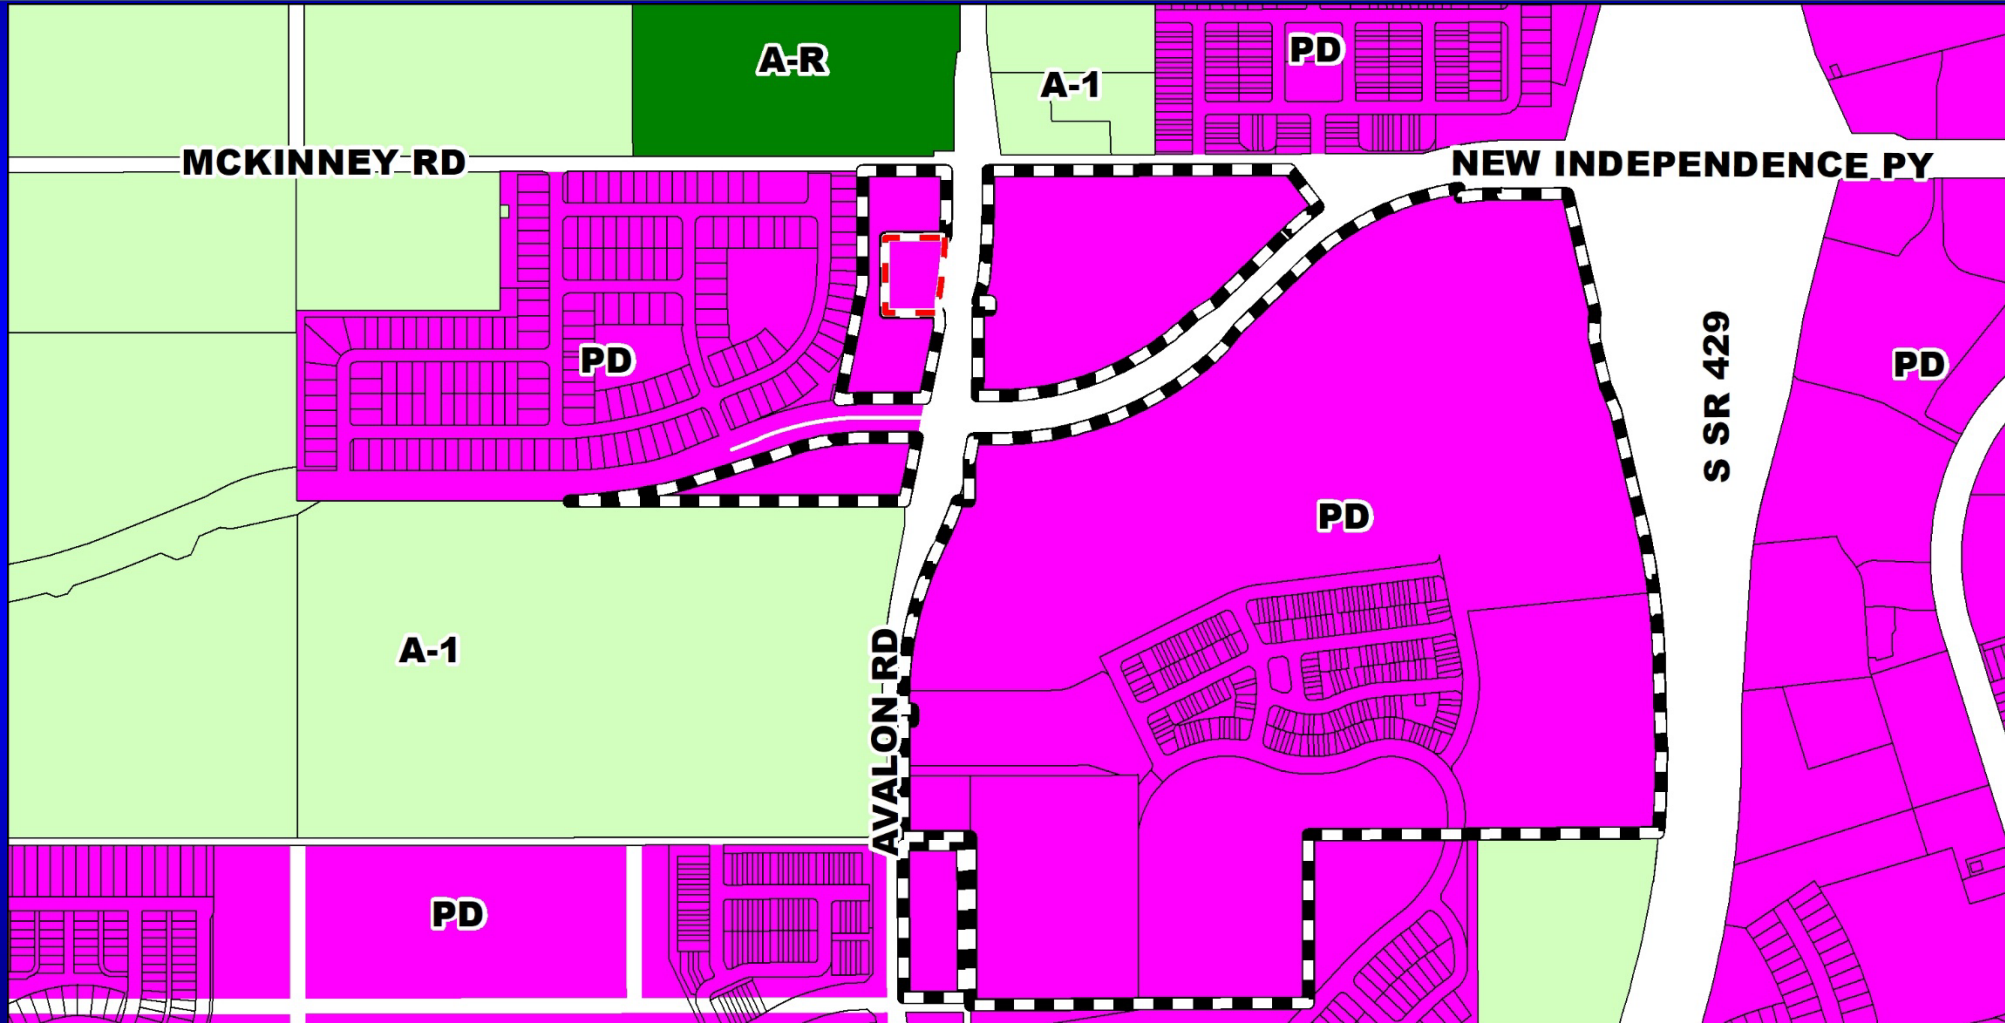 A-R
PD
A-1
MCKINNEY RD
NEW INDEPENDENCE PY
PD
S SR 429
PD
PD
A-1
AVALON RD
PD